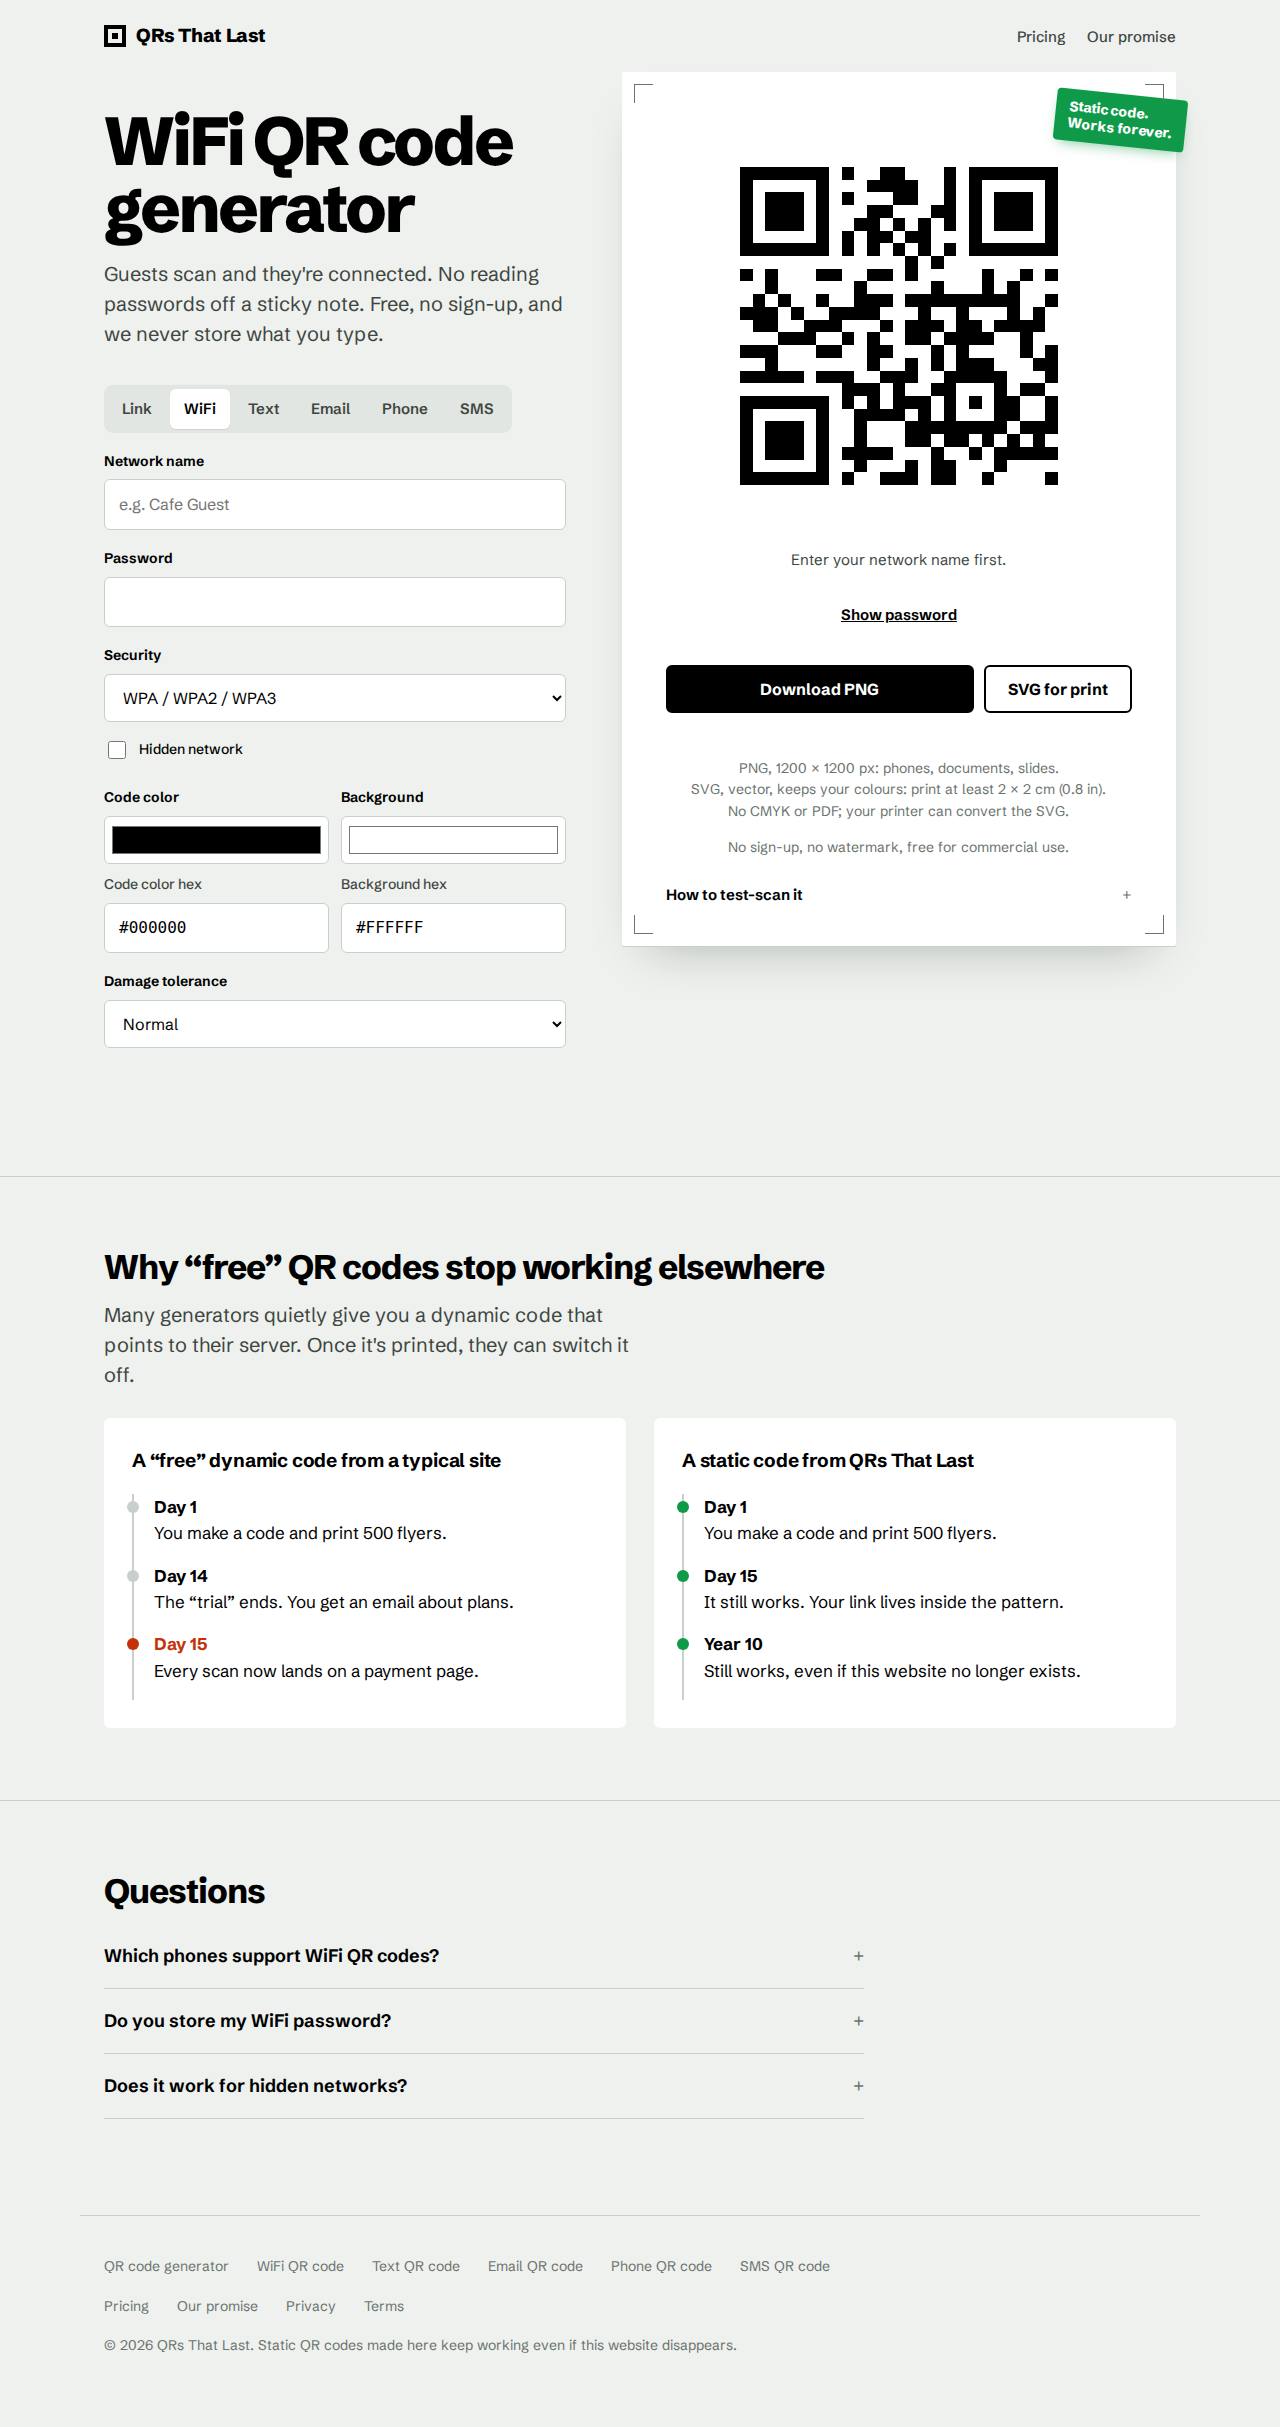 QRs That Last
Pricing
Our promise
WiFi QR code
generator
Guests scan and they're connected. No reading
passwords off a sticky note. Free, no sign-up, and
we never store what you type.
Link
WiFi
Text
Email
Phone
SMS
Network name
e.g. Cafe Guest
Password
Security
WPA / WPA2 / WPA3
Hidden network
Code color
Background
Code color hex
Background hex
#000000
#FFFFFF
Damage tolerance
Normal
Static code.
Works forever.
Enter your network name first.
Show password
Download PNG
SVG for print
PNG, 1200 × 1200 px: phones, documents, slides.
SVG, vector, keeps your colours: print at least 2 × 2 cm (0.8 in).
No CMYK or PDF; your printer can convert the SVG.
No sign-up, no watermark, free for commercial use.
How to test-scan it
+
Why “free” QR codes stop working elsewhere
Many generators quietly give you a dynamic code that
points to their server. Once it's printed, they can switch it
off.
A “free” dynamic code from a typical site
Day 1
You make a code and print 500 flyers.
Day 14
The “trial” ends. You get an email about plans.
Day 15
Every scan now lands on a payment page.
A static code from QRs That Last
Day 1
You make a code and print 500 flyers.
Day 15
It still works. Your link lives inside the pattern.
Year 10
Still works, even if this website no longer exists.
Questions
Which phones support WiFi QR codes?
+
Do you store my WiFi password?
+
Does it work for hidden networks?
+
QR code generator
WiFi QR code
Text QR code
Email QR code
Phone QR code
SMS QR code
Pricing
Our promise
Privacy
Terms
© 2026 QRs That Last. Static QR codes made here keep working even if this website disappears.